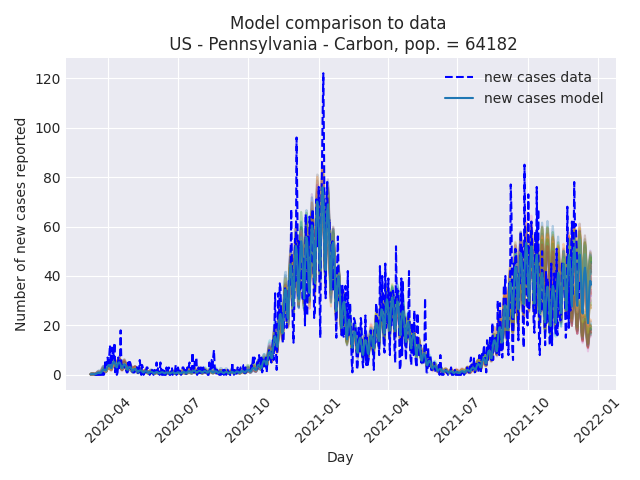 Model comparison to data
US - Pennsylvania - Carbon, pop. = 64182
new cases data
new cases model
Number of new cases reported
120
100
80
60
40
20
0
2020-04
2020-07
2020-10
2021-01
2021-04
2021-07
2021-10
2022-01
Day